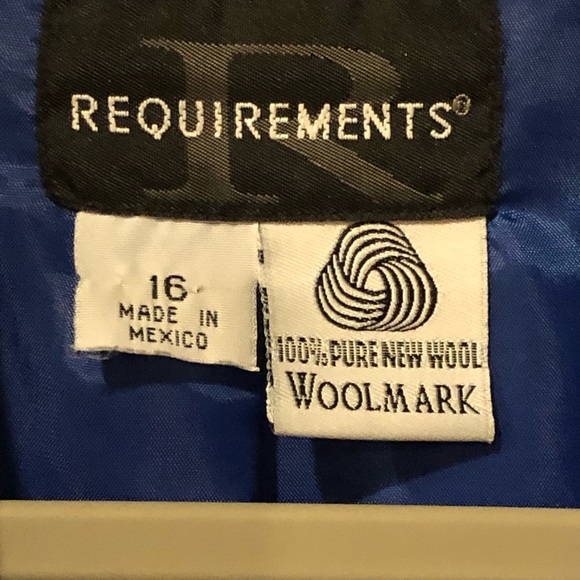 R
REQUIREMENTS®
16
MADE IN
MEXICO
100% PURE NEW WOOL
WOOLMARK